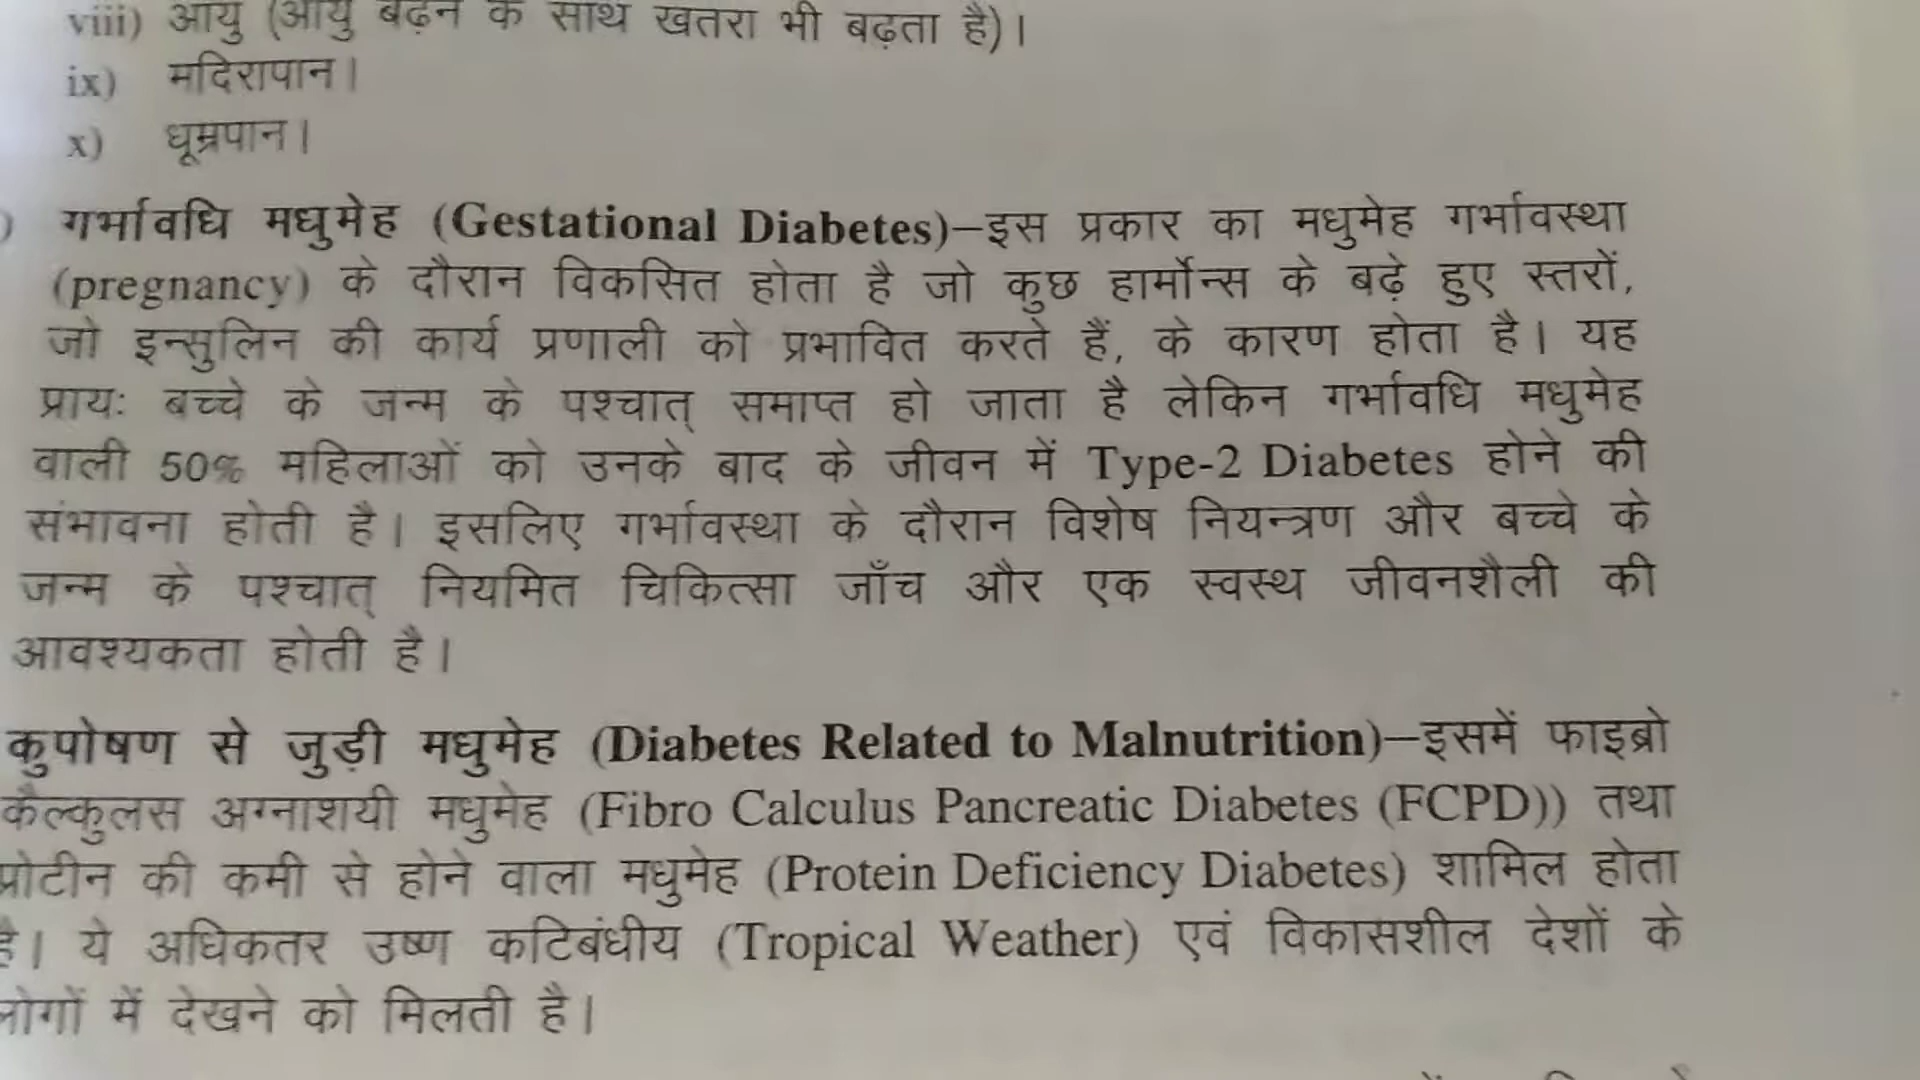 viii) आयु (आयु बढ़ने के साथ खतरा भी बढ़ता है)।
ix) मदिरापान।
x) धूम्रपान।
) गर्भावधि मधुमेह (Gestational Diabetes)–इस प्रकार का मधुमेह गर्भावस्था
(pregnancy) के दौरान विकसित होता है जो कुछ हार्मोन्स के बढ़े हुए स्तरों,
जो इन्सुलिन की कार्य प्रणाली को प्रभावित करते हैं, के कारण होता है। यह
प्रायः बच्चे के जन्म के पश्चात् समाप्त हो जाता है लेकिन गर्भावधि मधुमेह
वाली 50% महिलाओं को उनके बाद के जीवन में Type-2 Diabetes होने की
संभावना होती है। इसलिए गर्भावस्था के दौरान विशेष नियन्त्रण और बच्चे के
जन्म के पश्चात् नियमित चिकित्सा जाँच और एक स्वस्थ जीवनशैली की
आवश्यकता होती है।
कुपोषण से जुड़ी मधुमेह (Diabetes Related to Malnutrition)–इसमें फाइब्रो
कैल्कुलस अग्नाशयी मधुमेह (Fibro Calculus Pancreatic Diabetes (FCPD)) तथा
प्रोटीन की कमी से होने वाला मधुमेह (Protein Deficiency Diabetes) शामिल होता
है। ये अधिकतर उष्ण कटिबंधीय (Tropical Weather) एवं विकासशील देशों के
लोगों में देखने को मिलती है।